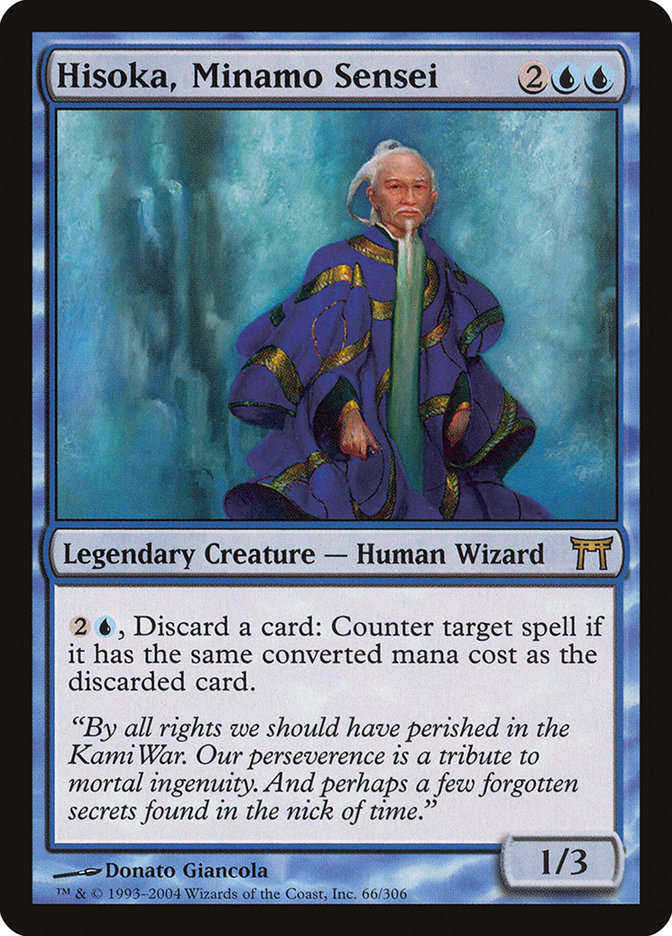 Hisoka, Minamo Sensei 2
Legendary Creature — Human Wizard
2, Discard a card: Counter target spell if
it has the same converted mana cost as the
discarded card.
“By all rights we should have perished in the
Kami War. Our perseverence is a tribute to
mortal ingenuity. And perhaps a few forgotten
secrets found in the nick of time.”
1/3
Donato Giancola
™ & © 1993–2004 Wizards of the Coast, Inc. 66/306